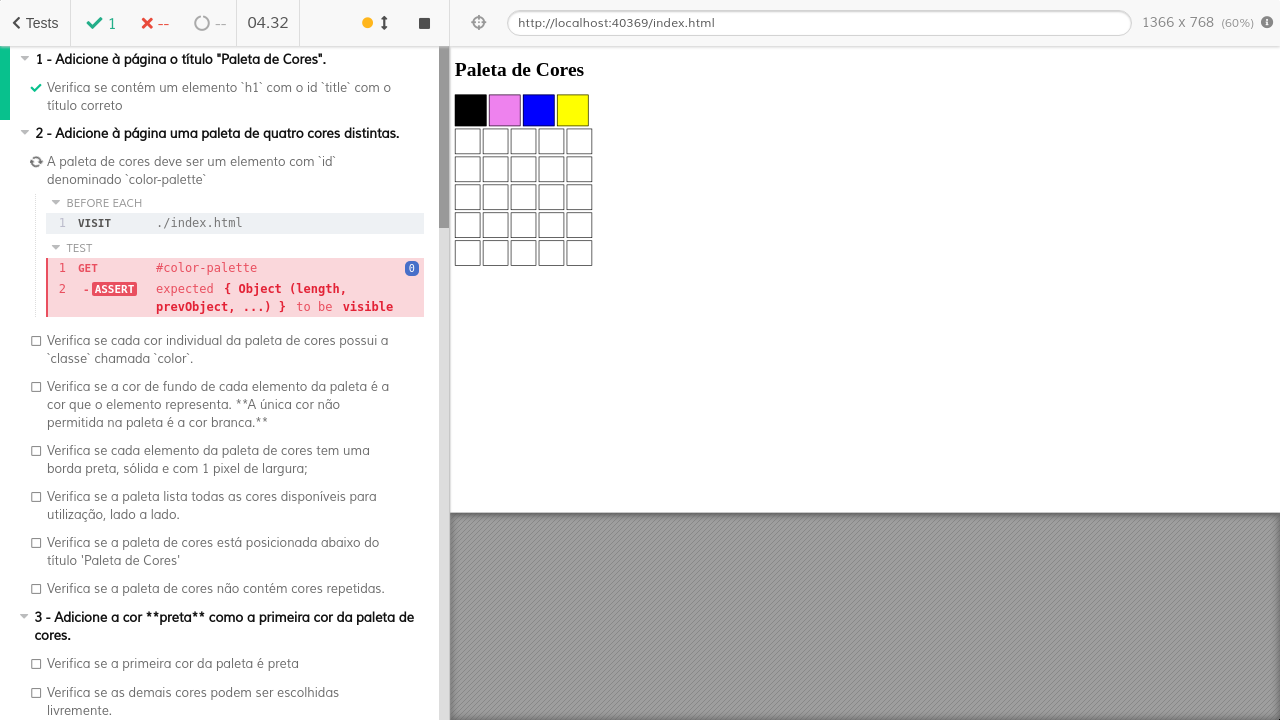 Tests 1 -- -- 04.32 http://localhost:40369/index.html 1366 x 768 (60%)
1 - Adicione à página o título "Paleta de Cores".
Verifica se contém um elemento `h1` com o id `title` com o
título correto
2 - Adicione à página uma paleta de quatro cores distintas.
A paleta de cores deve ser um elemento com `id`
denominado `color-palette`
BEFORE EACH
1 VISIT ./index.html
TEST
1 GET #color-palette 0
2 -ASSERT expected { Object (length,
prevObject, ...) } to be visible
Verifica se cada cor individual da paleta de cores possui a
`classe` chamada `color`.
Verifica se a cor de fundo de cada elemento da paleta é a
cor que o elemento representa. **A única cor não
permitida na paleta é a cor branca.**
Verifica se cada elemento da paleta de cores tem uma
borda preta, sólida e com 1 pixel de largura;
Verifica se a paleta lista todas as cores disponíveis para
utilização, lado a lado.
Verifica se a paleta de cores está posicionada abaixo do
título 'Paleta de Cores'
Verifica se a paleta de cores não contém cores repetidas.
3 - Adicione a cor **preta** como a primeira cor da paleta de
cores.
Verifica se a primeira cor da paleta é preta
Verifica se as demais cores podem ser escolhidas
livremente.
Paleta de Cores